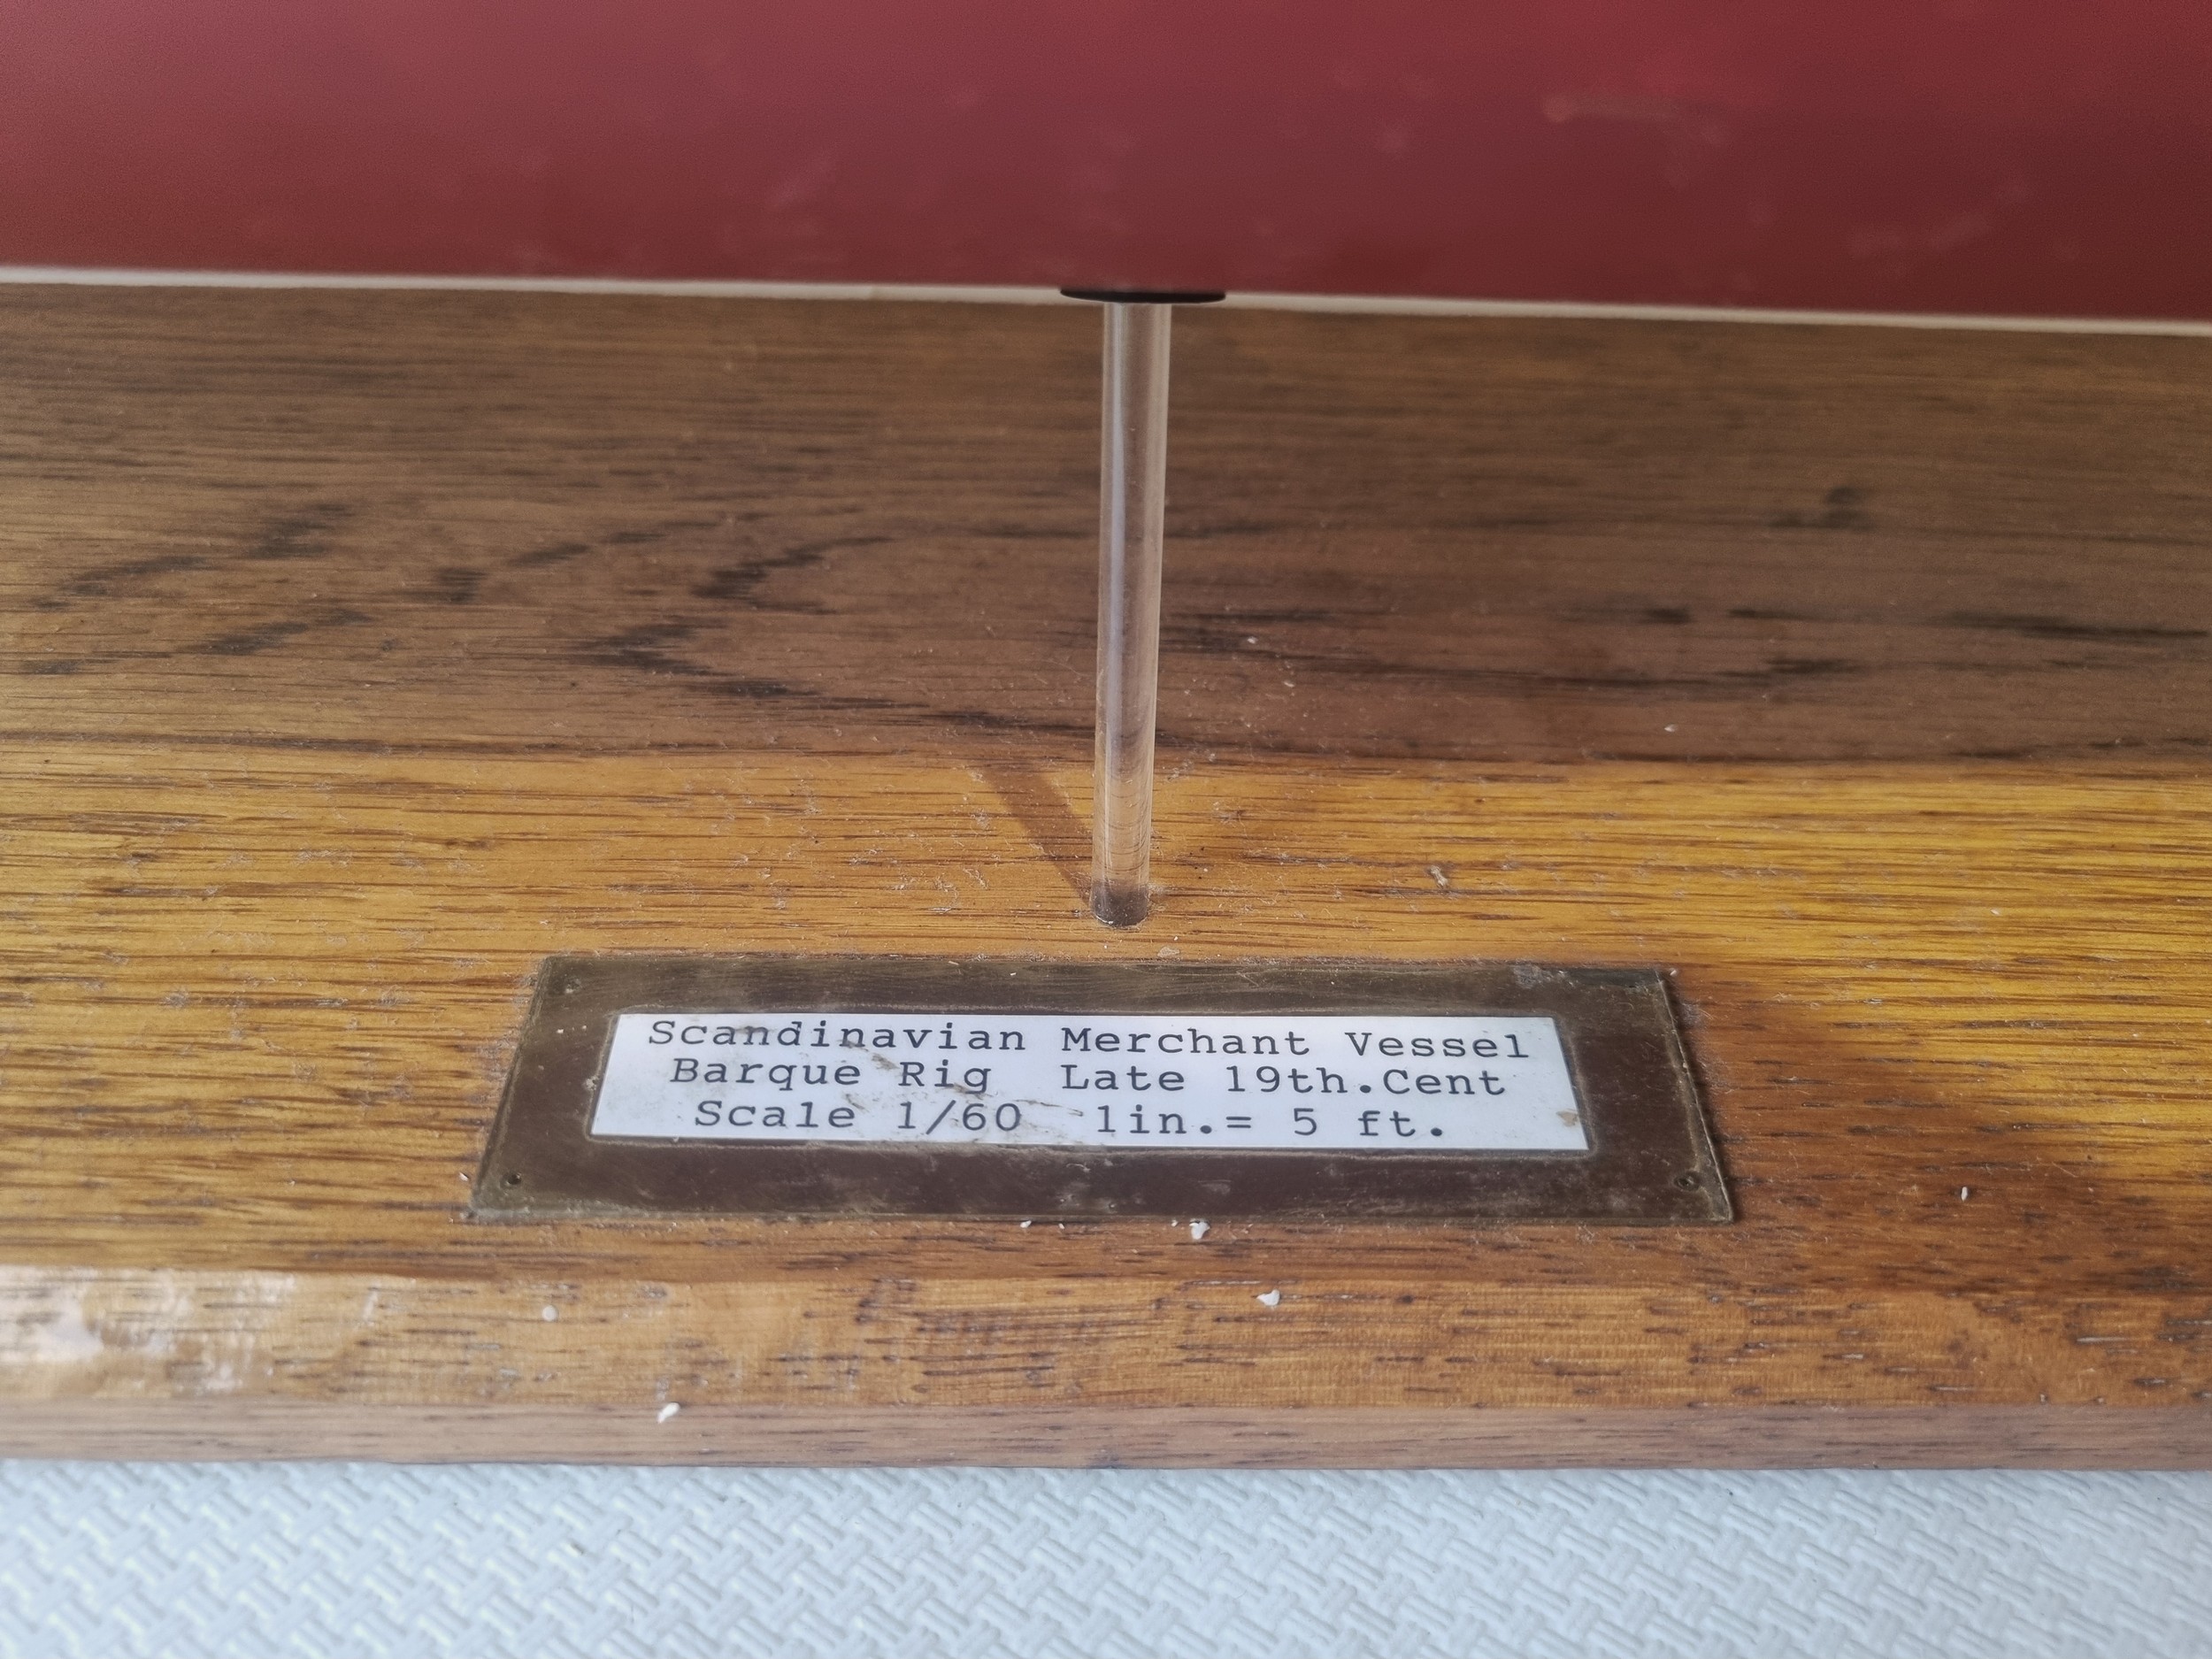 Scandinavian Merchant Vessel
Barque Rig Late 19th.Cent
Scale 1/60 1in.= 5 ft.